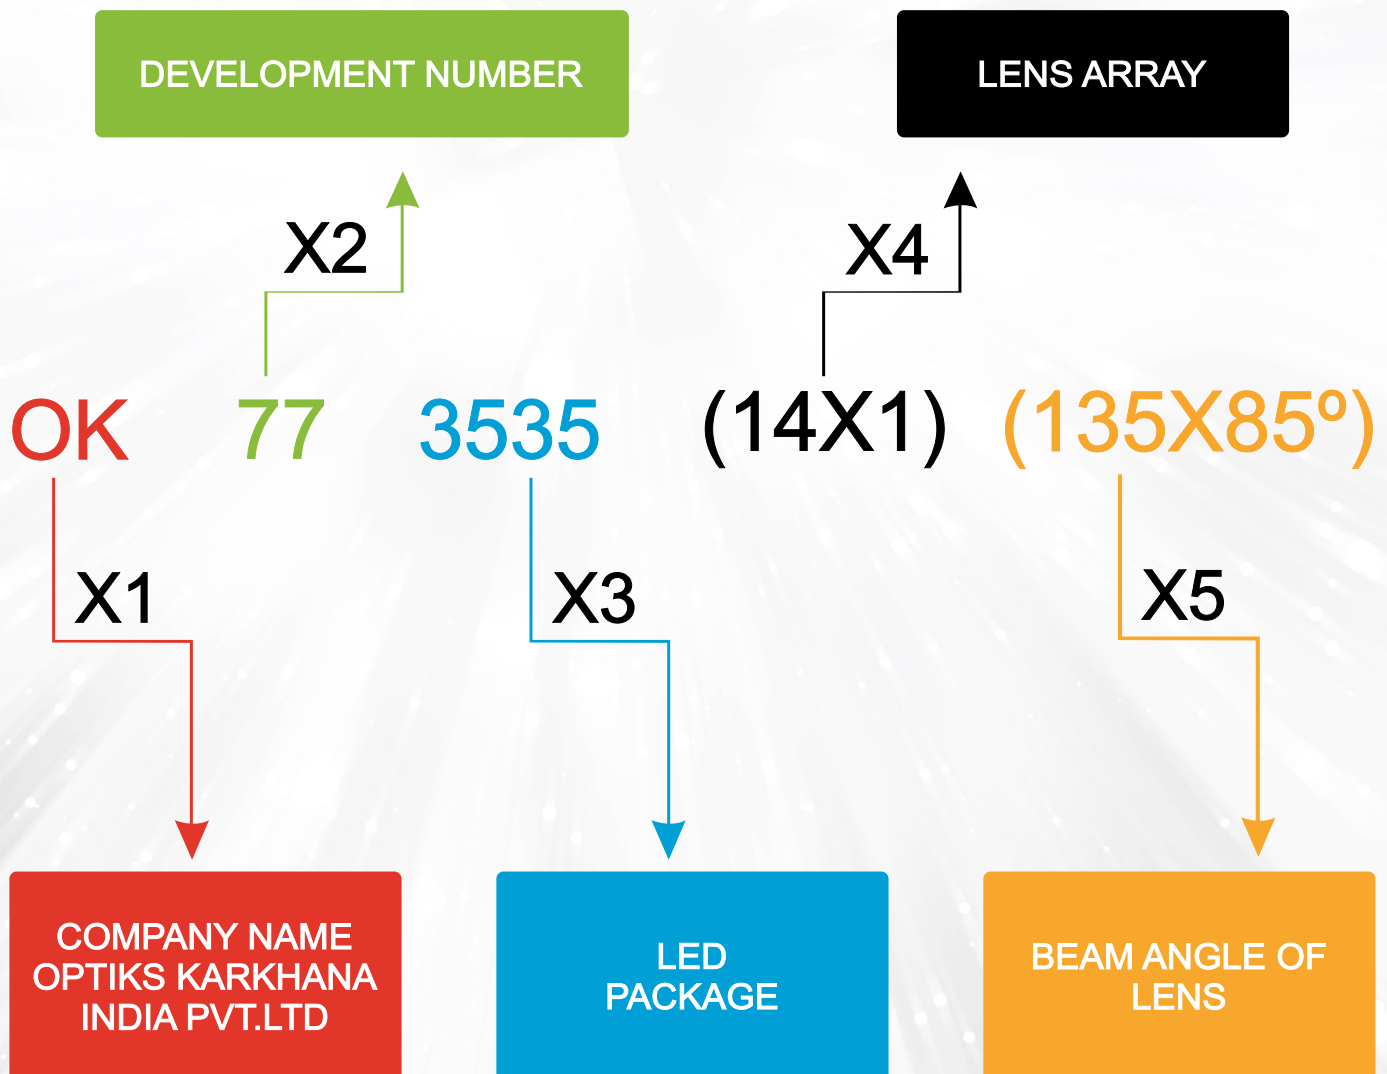 DEVELOPMENT NUMBER
LENS ARRAY
X2
X4
OK 77 3535 (14X1) (135X85º)
X1
X3
X5
COMPANY NAME
OPTIKS KARKHANA
INDIA PVT.LTD
LED
PACKAGE
BEAM ANGLE OF
LENS